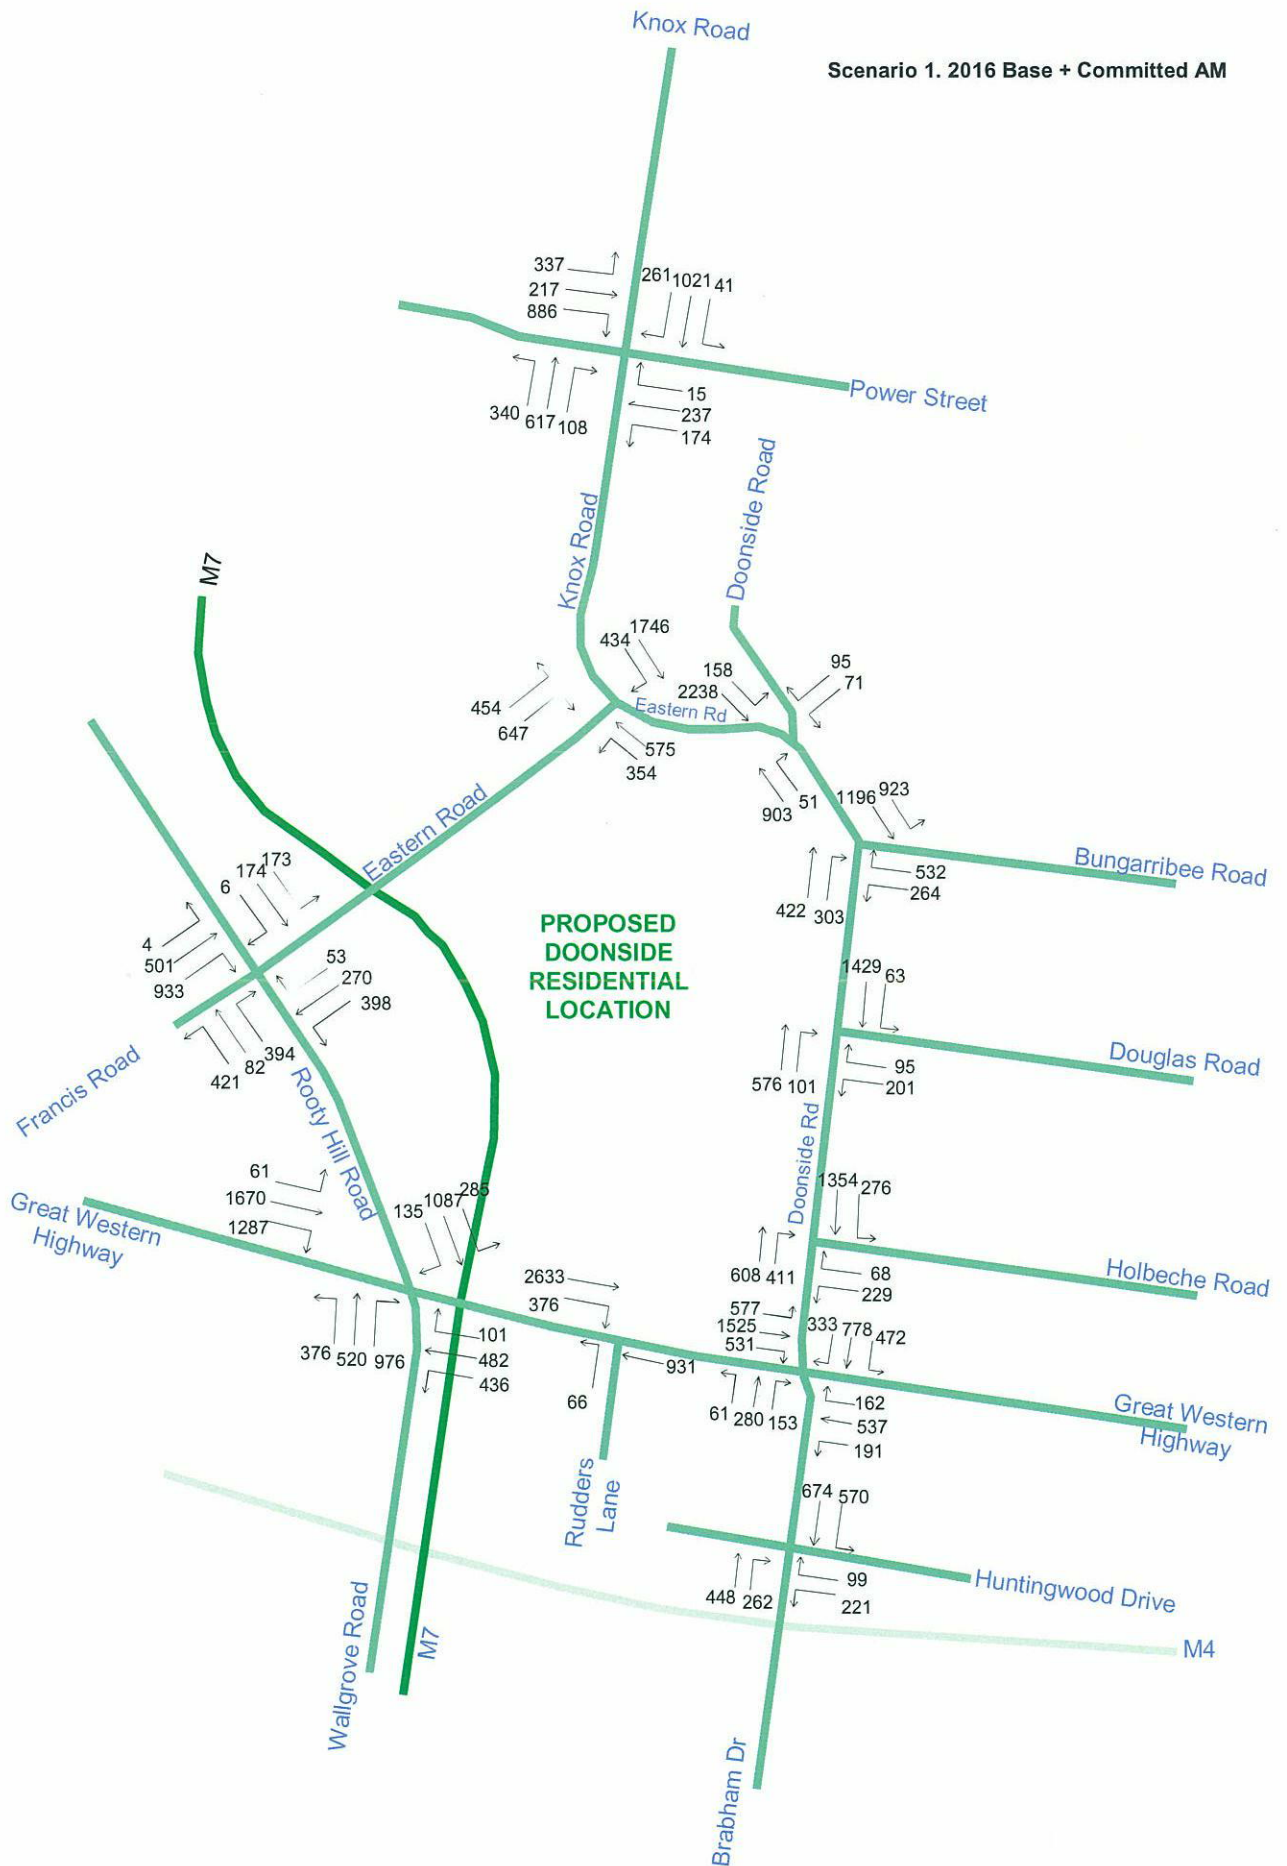 Knox Road
Scenario 1. 2016 Base + Committed AM
337
217
886
261 1021 41
340 617 108
15
237
174
Power Street
Doonside Road
Knox Road
M7
434 1746
454
647
575
354
Eastern Rd
158
2238
95
71
903 51
1196 923
Eastern Road
Bungarribee Road
532
264
422 303
6 174 173
4
501
933
53
270
398
421 82 394
Francis Road
Rooty Hill Road
PROPOSED
DOONSIDE
RESIDENTIAL
LOCATION
1429 63
576 101
95
201
Douglas Road
Doonside Rd
1354 276
608 411
68
229
Holbeche Road
61
1670
1287
135 1087 285
Great Western
Highway
376 520 976
101
482
436
2633
376
66
931
577
1525
531
333 778 472
61 280 153
162
537
191
Great Western
Highway
Rudders
Lane
674 570
448 262
99
221
Huntingwood Drive
M4
Wallgrove Road
M7
Brabham Dr